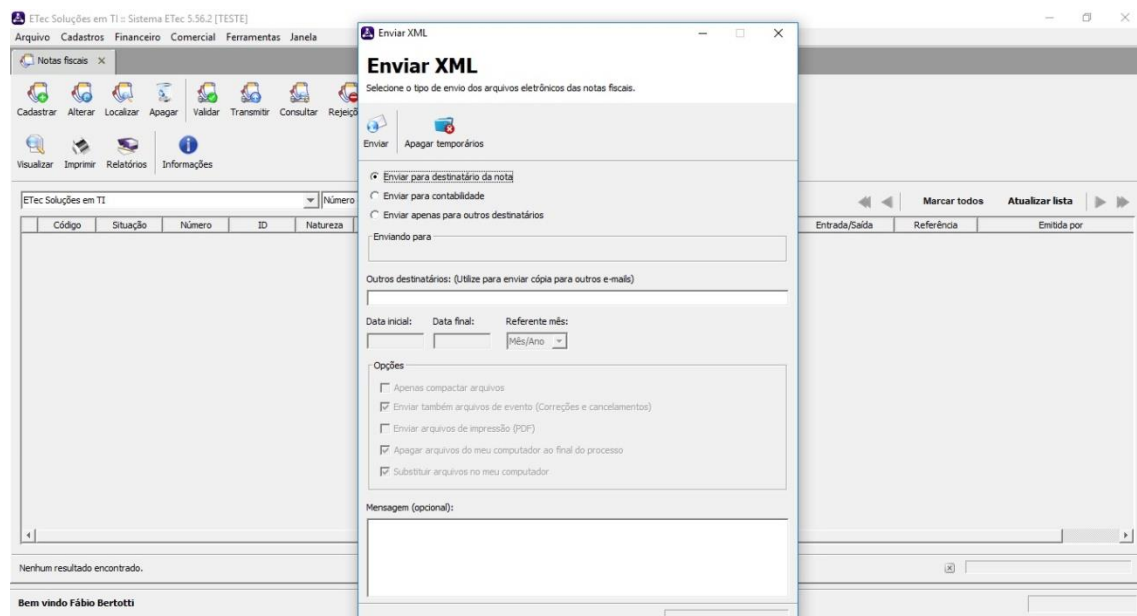 ETec Soluções em TI :: Sistema ETec 5.56.2 [TESTE]
Arquivo Cadastros Financeiro Comercial Ferramentas Janela
Notas fiscais
Cadastrar Alterar Localizar Apagar Validar Transmitir Consultar Rejeiçõ
Visualizar Imprimir Relatórios Informações
ETec Soluções em TI Número
Marcar todos Atualizar lista
Código Situação Número ID Natureza
Entrada/Saída Referência Emitida por
Nenhum resultado encontrado.
Bem vindo Fábio Bertotti
Enviar XML
Enviar XML
Selecione o tipo de envio dos arquivos eletrônicos das notas fiscais.
Enviar Apagar temporários
Enviar para destinatário da nota
Enviar para contabilidade
Enviar apenas para outros destinatários
Enviando para
Outros destinatários: (Utilize para enviar cópia para outros e-mails)
Data inicial: Data final: Referente mês:
Mês/Ano
Opções
Apenas compactar arquivos
Enviar também arquivos de evento (Correções e cancelamentos)
Enviar arquivos de impressão (PDF)
Apagar arquivos do meu computador ao final do processo
Substituir arquivos no meu computador
Mensagem (opcional):